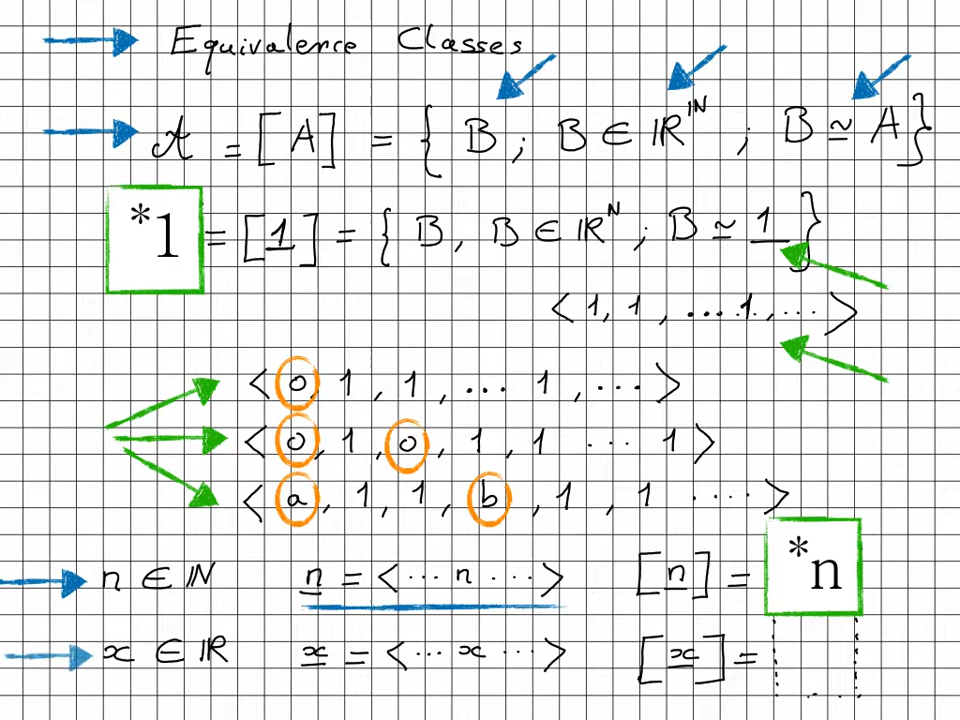 Equivalence Classes
𝒜 = [A] = { B ; B ∈ ℝ^ℕ ; B ≃ A }
*1 = [1̲] = { B , B ∈ ℝ^ℕ ; B ≃ 1̲ }
< 1, 1 , .... 1 , ... >
< 0, 1 , 1 , ... 1 , ... >
< 0, 1 , 0 , 1 , 1 ... 1 >
< a , 1 , 1 , b , 1 , 1 .... >
n ∈ ℕ n̲ = < ... n ... > [n̲] = *n
x ∈ ℝ x̲ = < ... x ... > [x̲] =